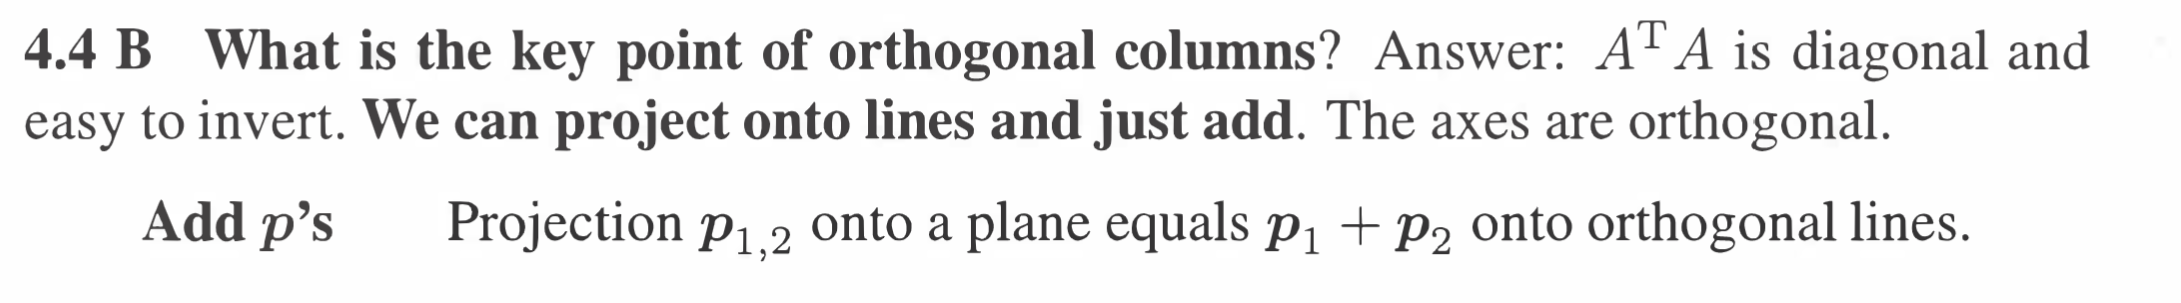 4.4 B What is the key point of orthogonal columns? Answer: AᵀA is diagonal and
easy to invert. We can project onto lines and just add. The axes are orthogonal.
Add p's Projection p₁,₂ onto a plane equals p₁ + p₂ onto orthogonal lines.